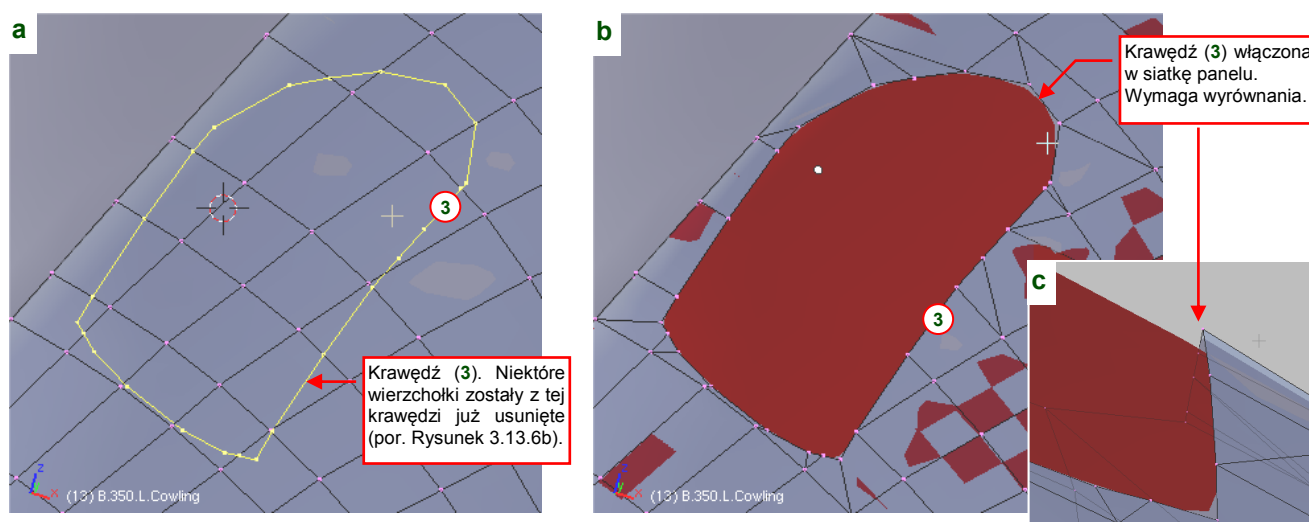 a
3
Krawędź (3). Niektóre
wierzchołki zostały z tej
krawędzi już usunięte
(por. Rysunek 3.13.6b).
z
x
(13) B.350.L.Cowling
b
Krawędź (3) włączona
w siatkę panelu.
Wymaga wyrównania.
3
z
x
(13) B.350.L.Cowling
c